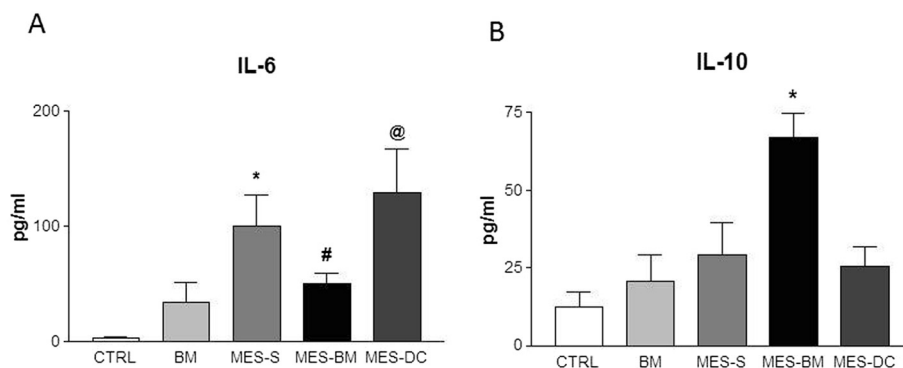 A
IL-6
200
100
0
pg/ml
*
#
@
CTRL BM MES-S MES-BM MES-DC
B
IL-10
75
50
25
0
pg/ml
*
CTRL BM MES-S MES-BM MES-DC